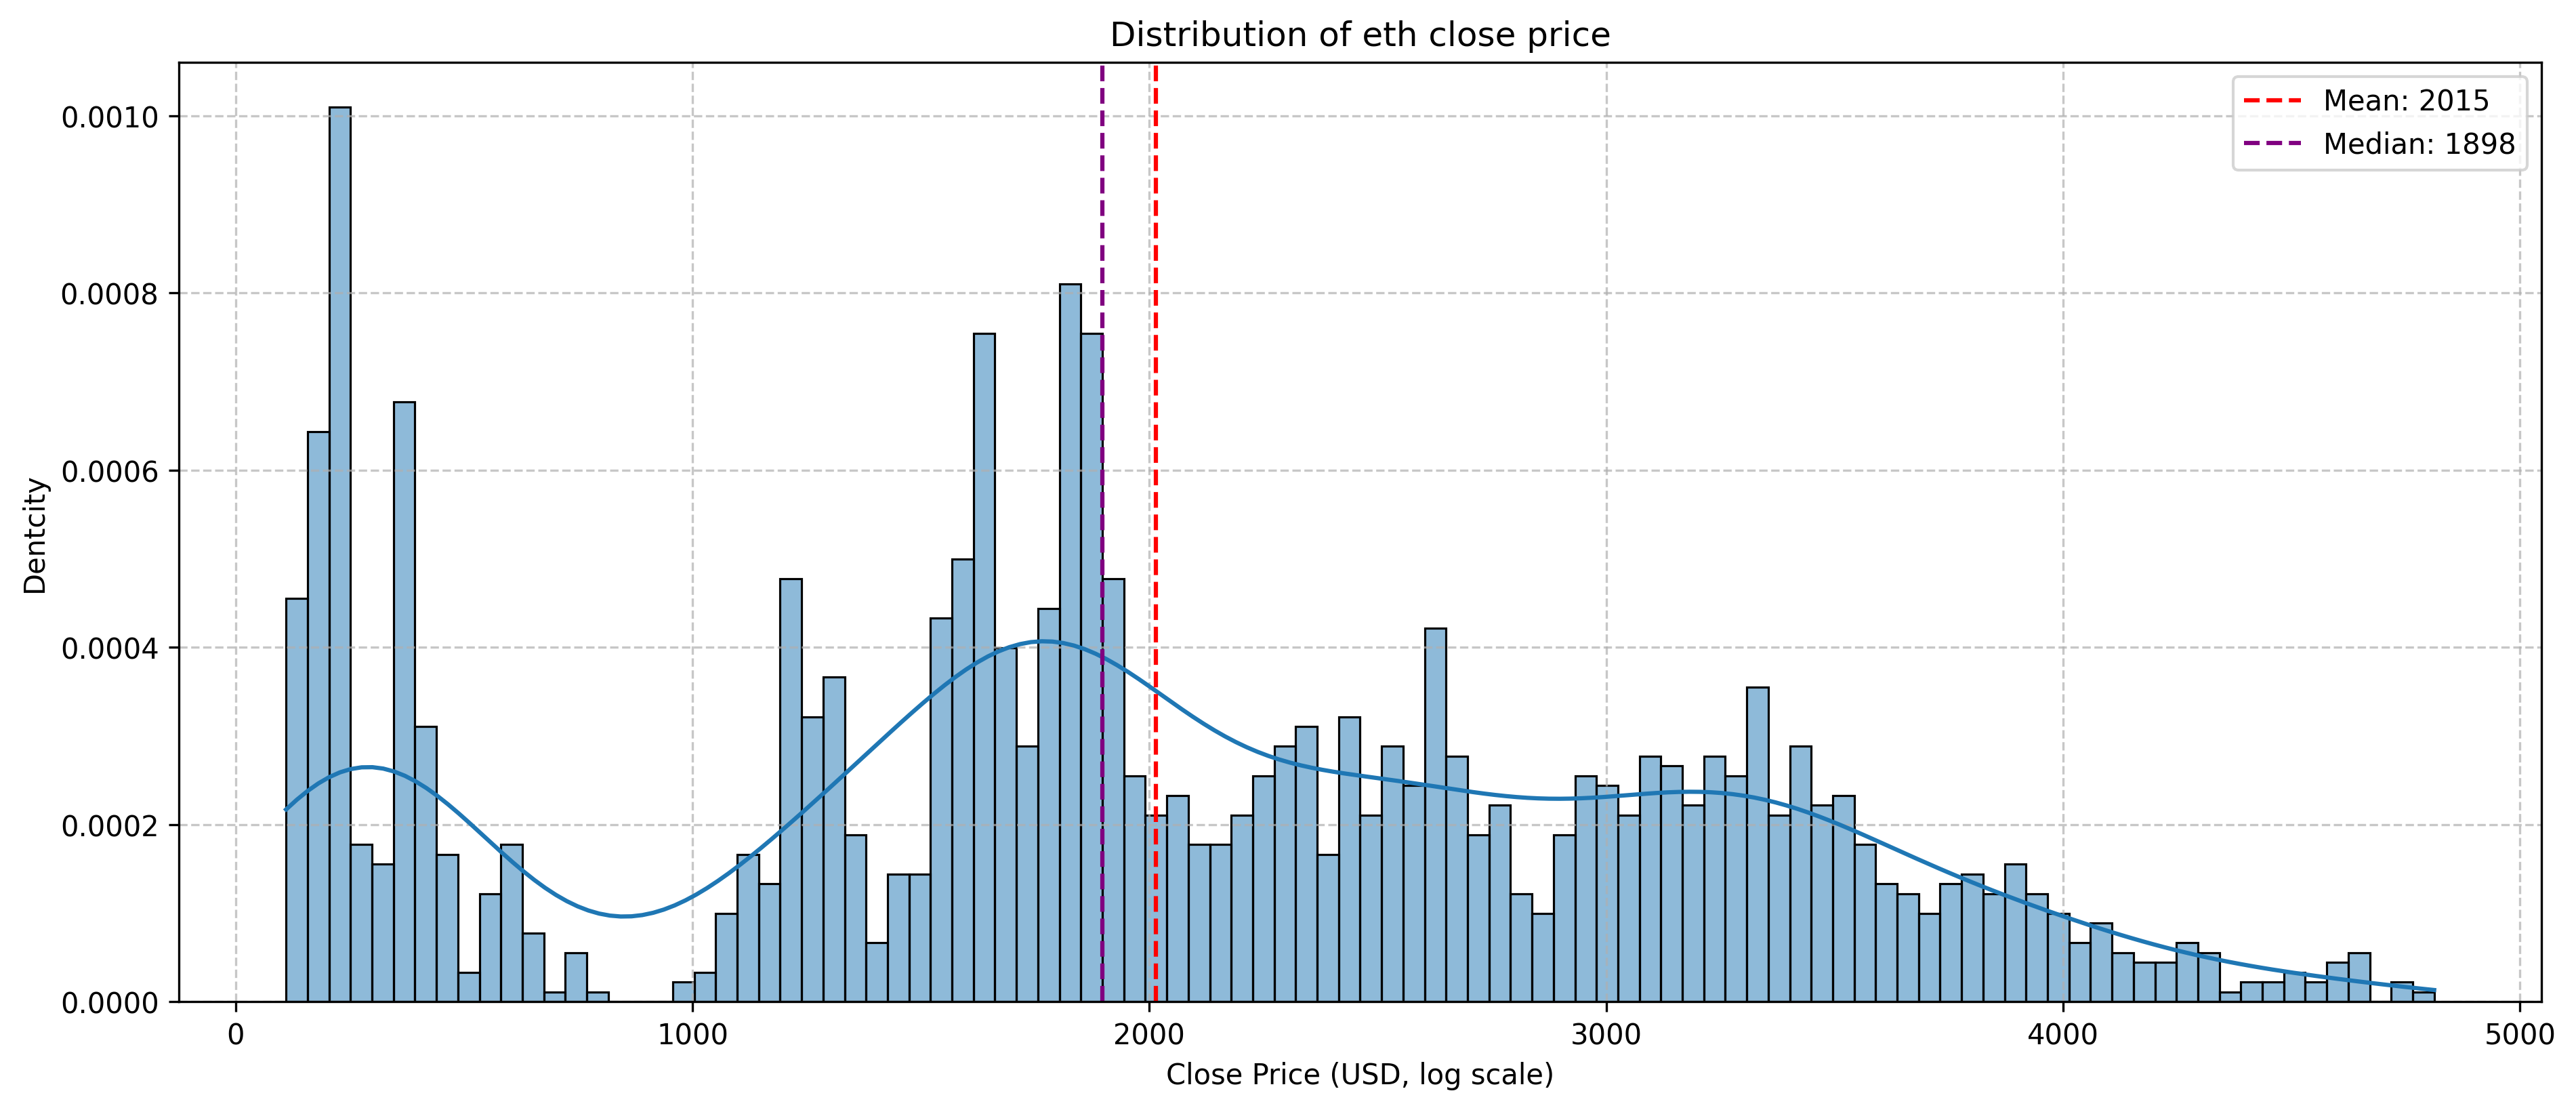 Distribution of eth close price
Mean: 2015
Median: 1898
0.0010
0.0008
0.0006
0.0004
0.0002
0.0000
Dentcity
0 1000 2000 3000 4000 5000
Close Price (USD, log scale)